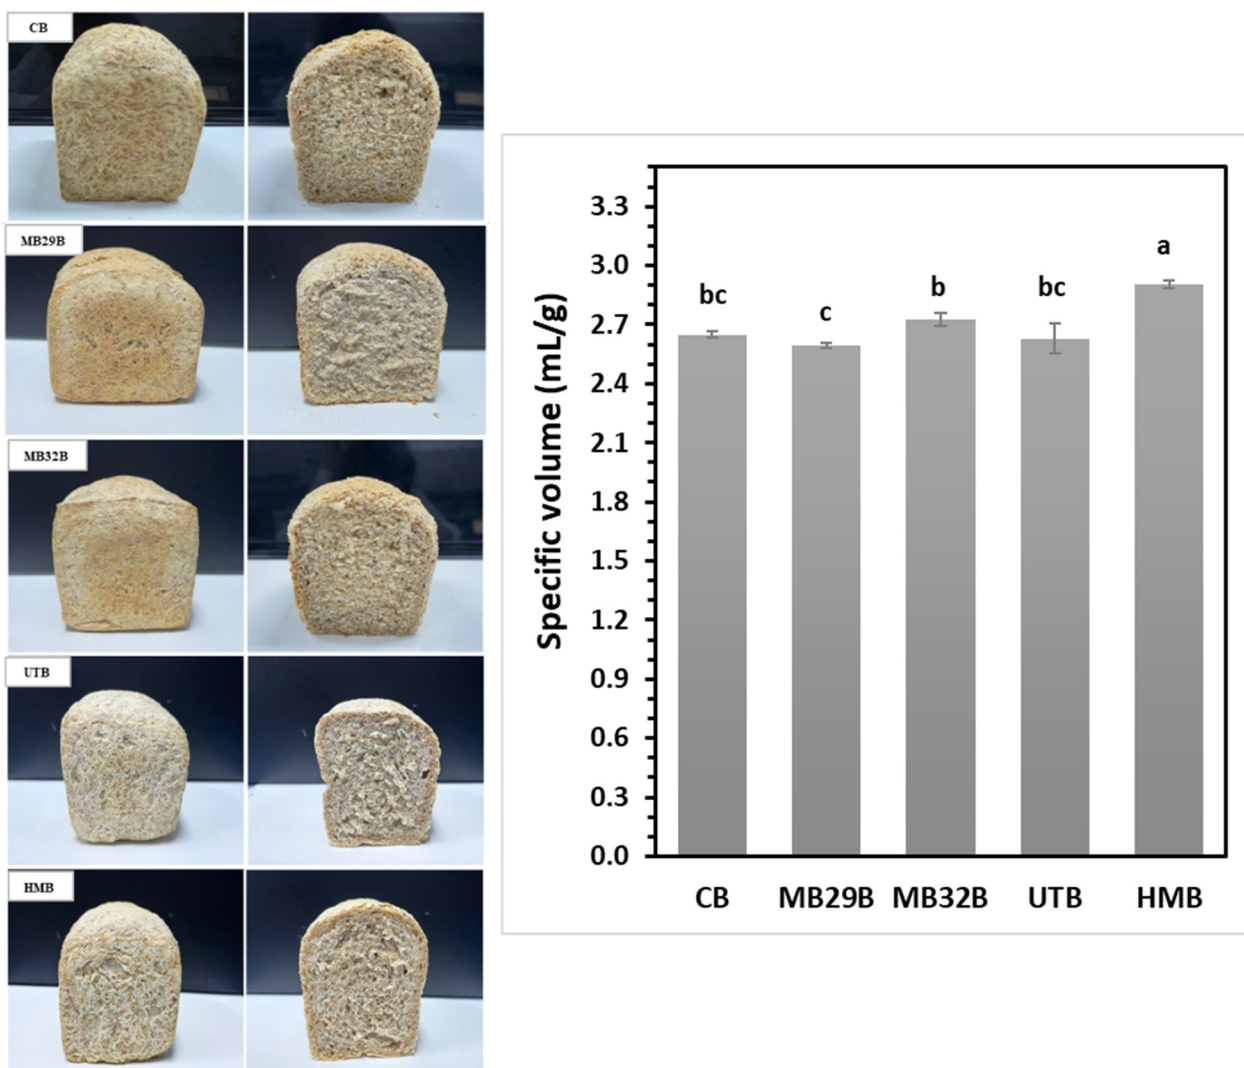 CB
MB29B
MB32B
UTB
HMB
Specific volume (mL/g)
3.3
3.0
2.7
2.4
2.1
1.8
1.5
1.2
0.9
0.6
0.3
0.0
bc
c
b
bc
a
CB MB29B MB32B UTB HMB